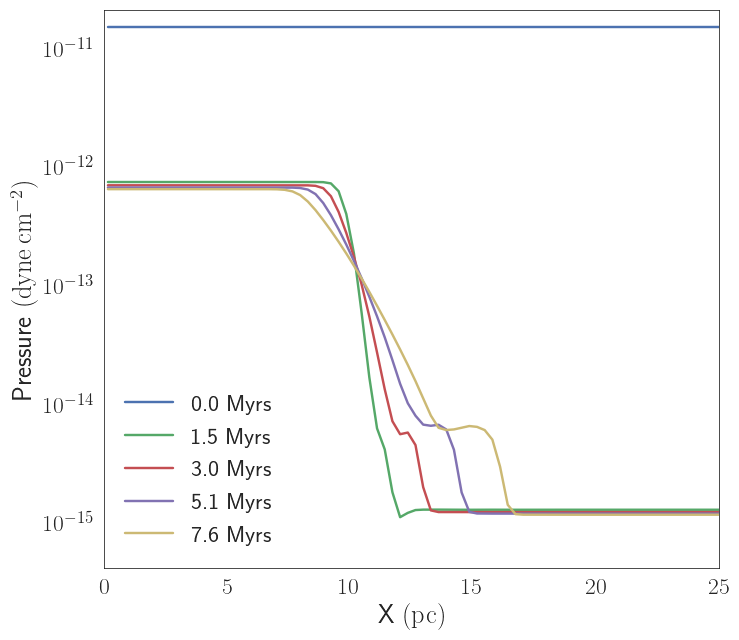 Pressure (dyne cm⁻²)
10⁻¹¹
10⁻¹²
10⁻¹³
10⁻¹⁴
10⁻¹⁵
0.0 Myrs
1.5 Myrs
3.0 Myrs
5.1 Myrs
7.6 Myrs
0 5 10 15 20 25
X (pc)